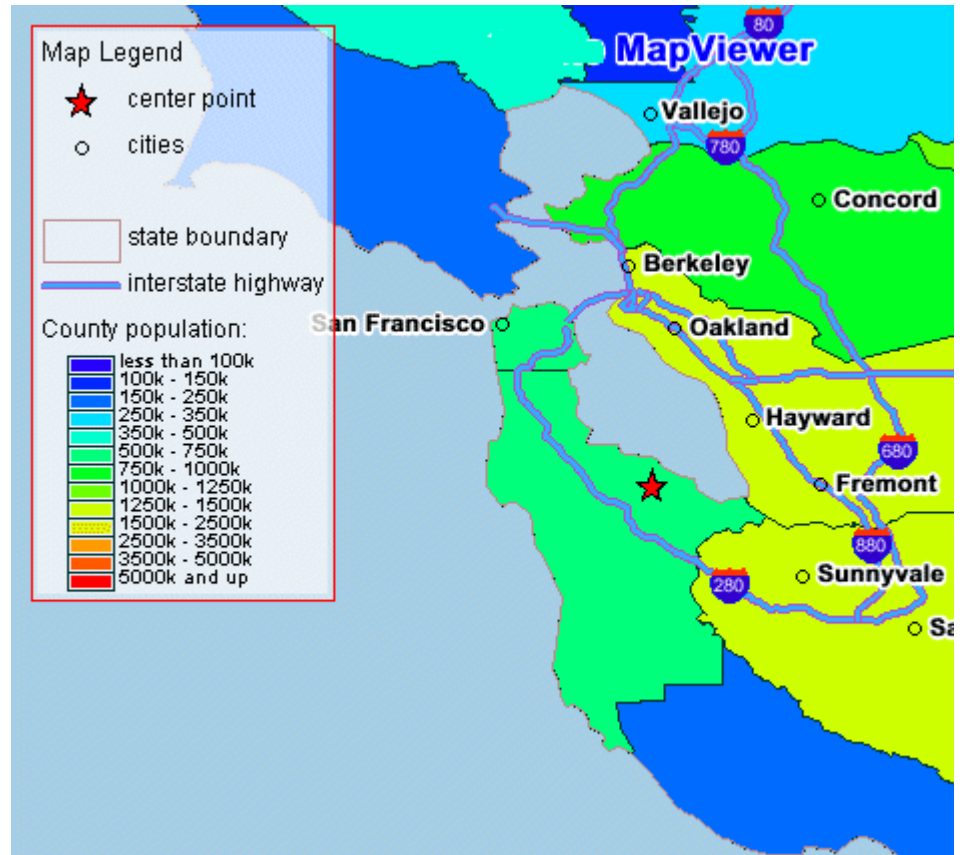 Map Legend
center point
cities
state boundary
interstate highway
County population:
less than 100k
100k - 150k
150k - 250k
250k - 350k
350k - 500k
500k - 750k
750k - 1000k
1000k - 1250k
1250k - 1500k
1500k - 2500k
2500k - 3500k
3500k - 5000k
5000k and up
80
MapViewer
Vallejo
780
Concord
Berkeley
San Francisco
Oakland
Hayward
680
Fremont
880
Sunnyvale
280
Sa